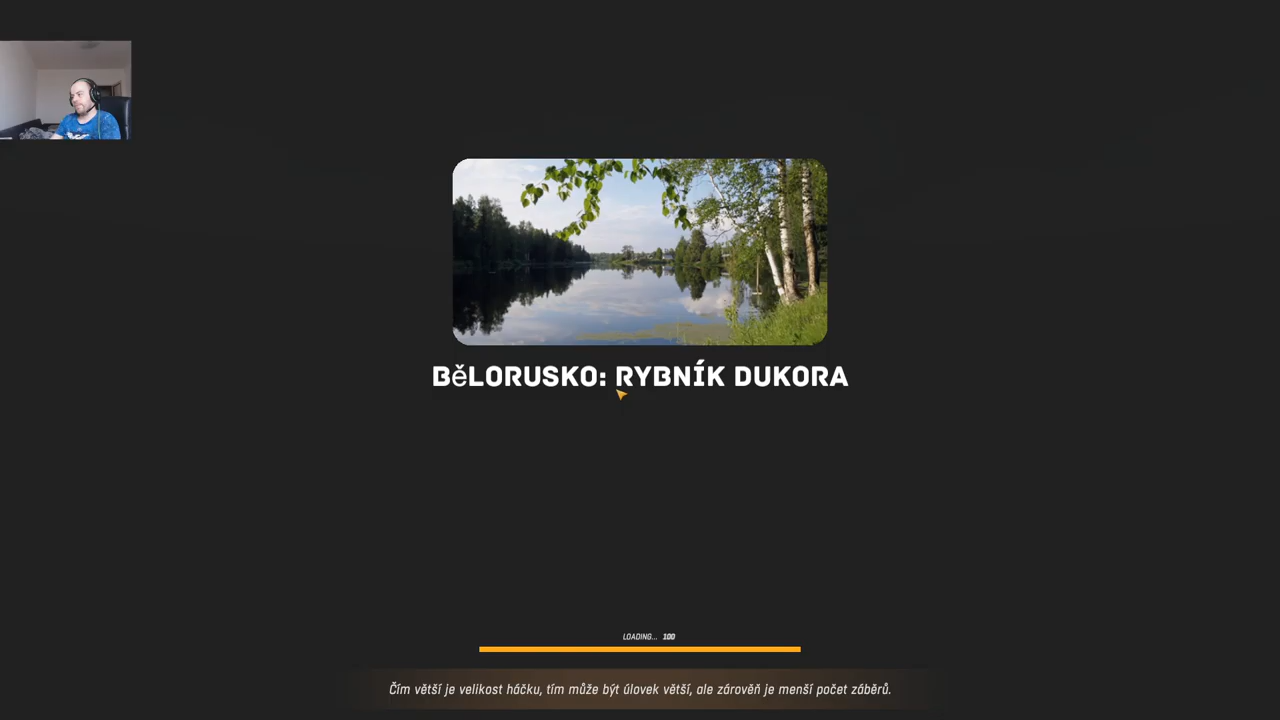 BěLORUSKO: RYBNÍK DUKORA
LOADING... 100
Čím větší je velikost háčku, tím může být úlovek větší, ale zárověň je menší počet záběrů.